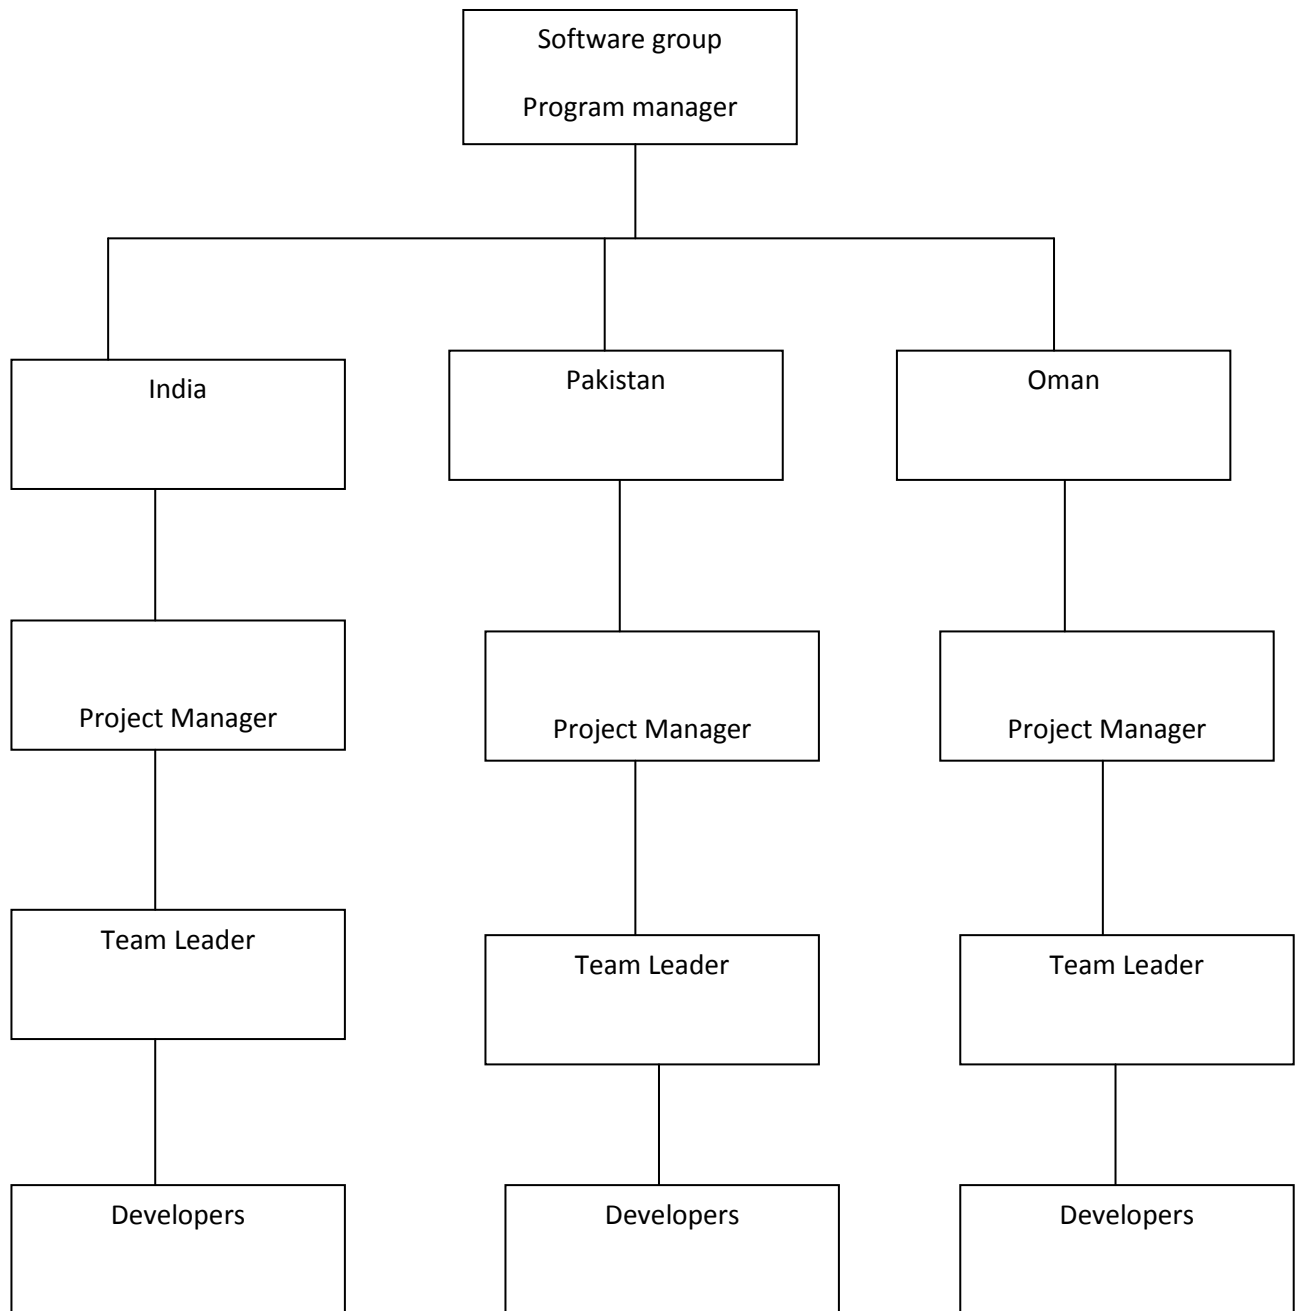 Software group
Program manager
India
Pakistan
Oman
Project Manager
Project Manager
Project Manager
Team Leader
Team Leader
Team Leader
Developers
Developers
Developers